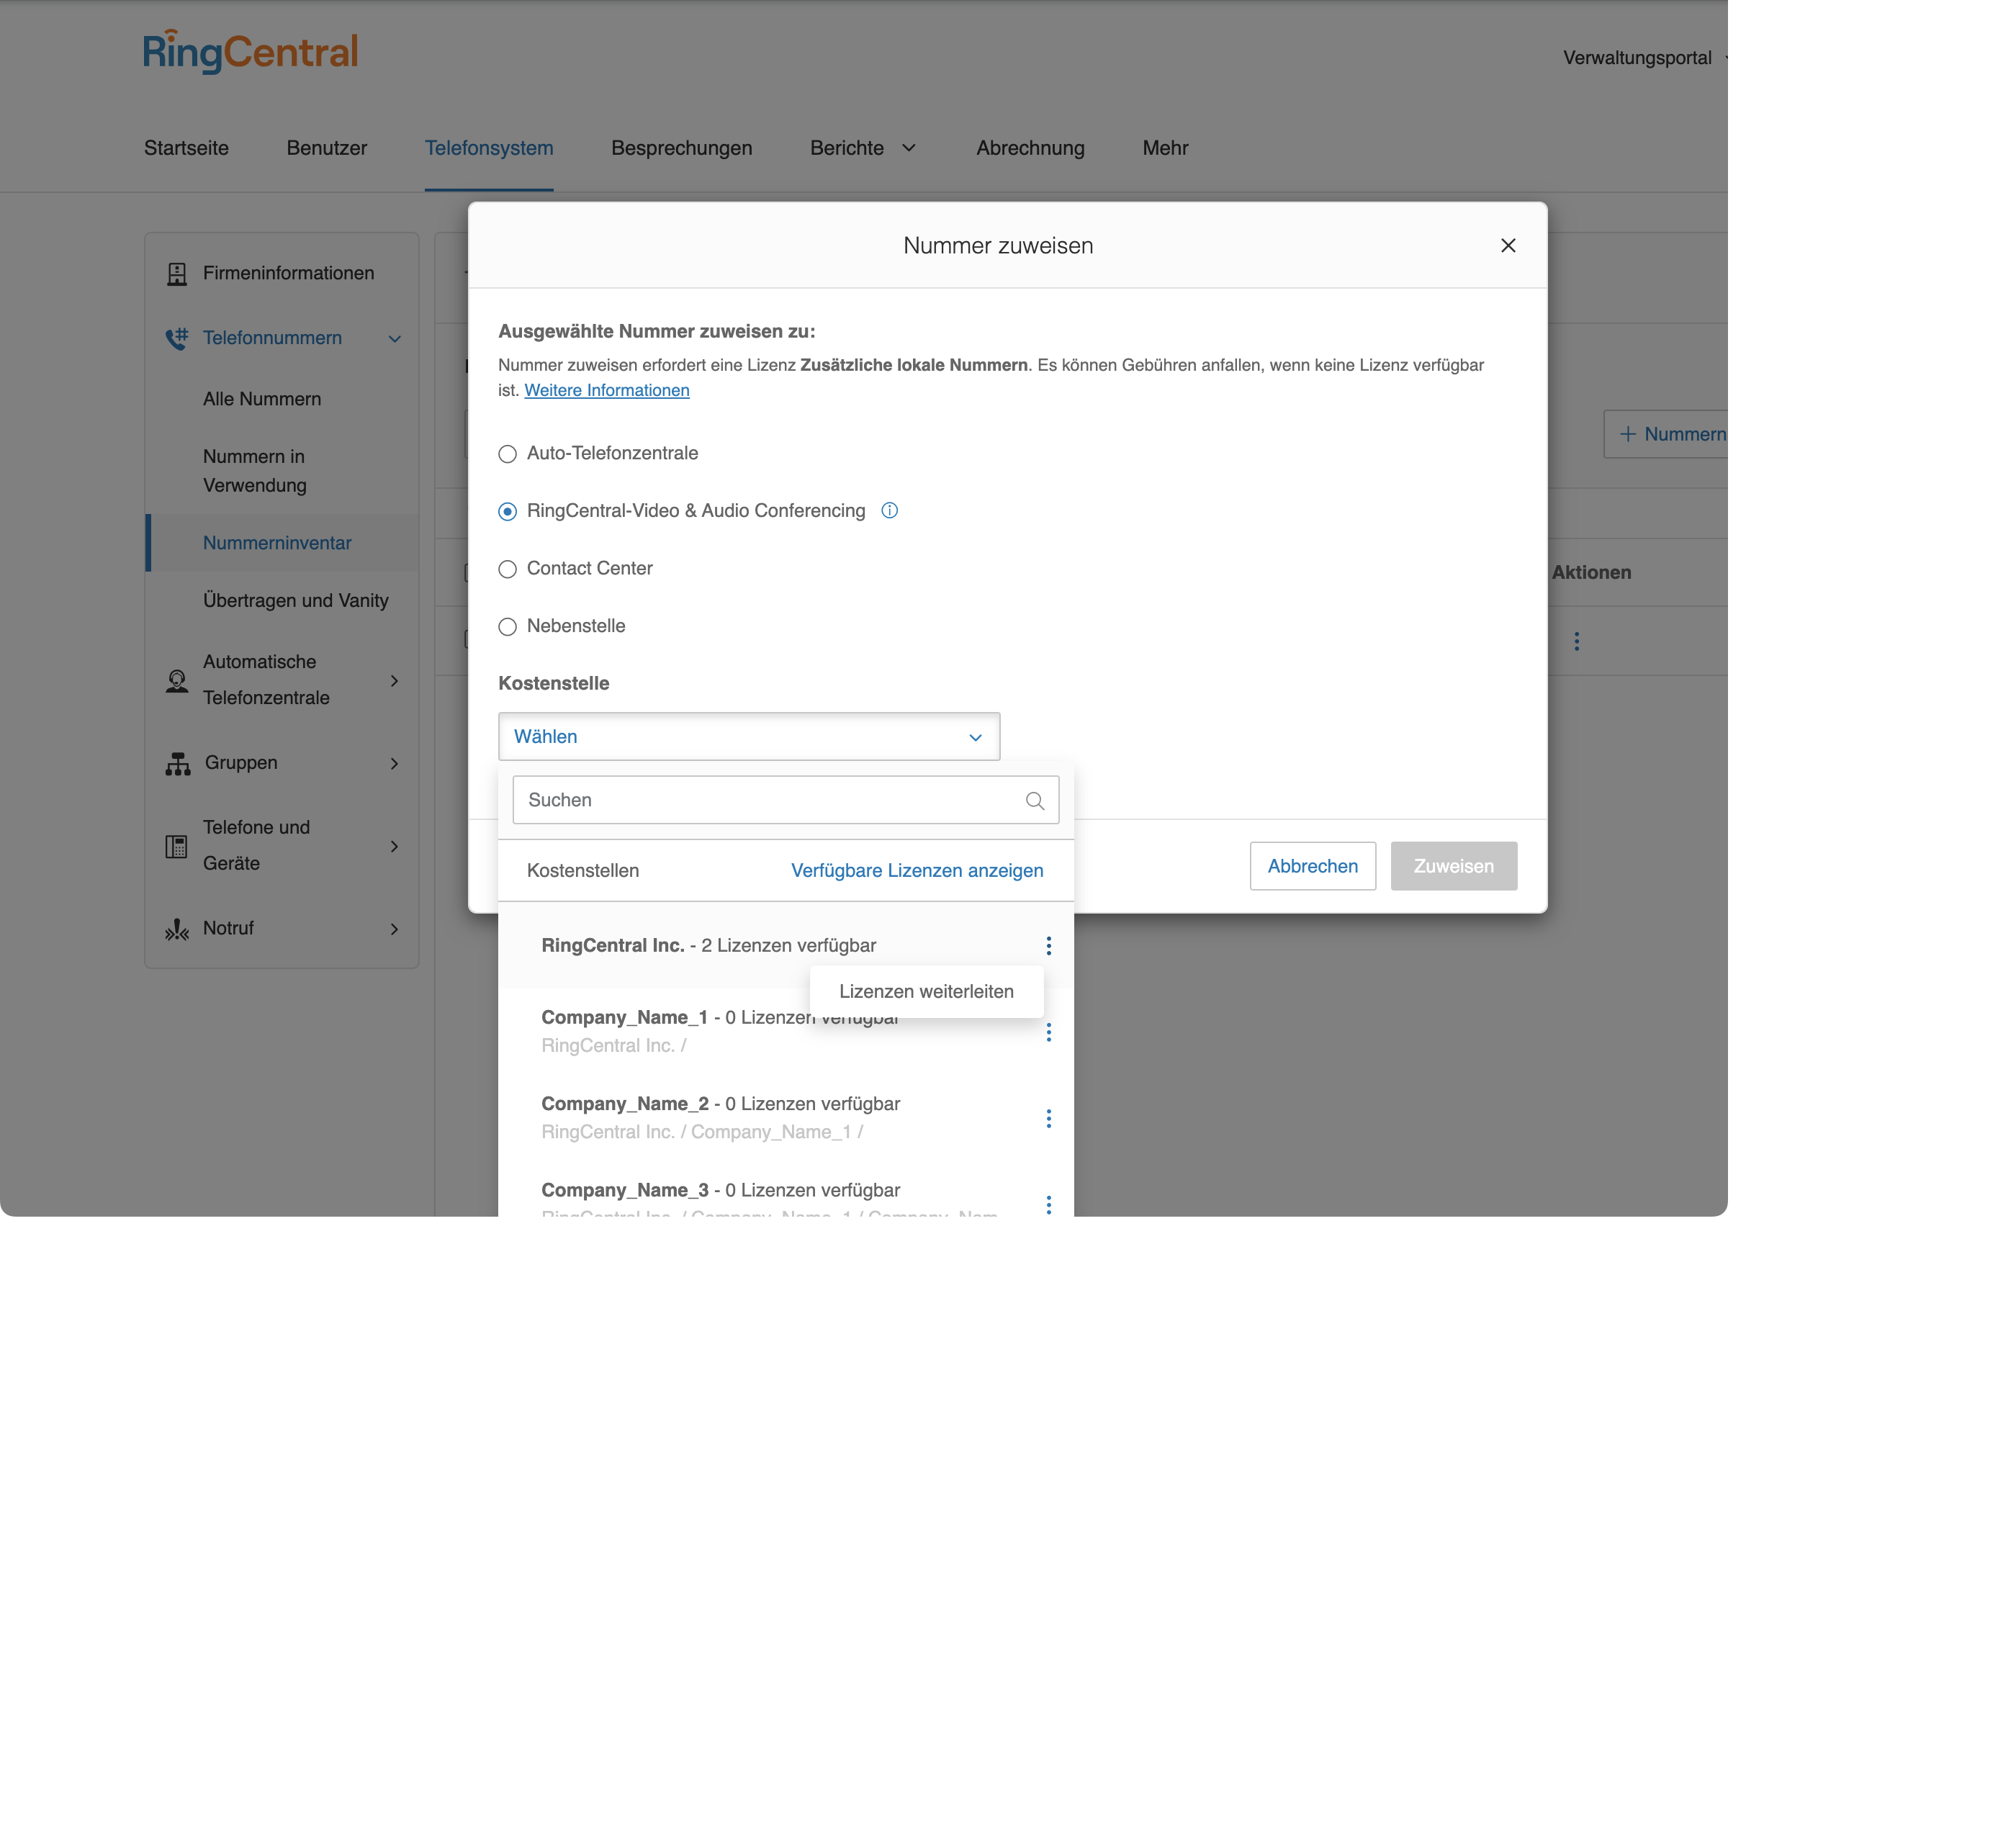 RingCentral
Verwaltungsportal
Startseite
Benutzer
Telefonsystem
Besprechungen
Berichte
Abrechnung
Mehr
Firmeninformationen
Telefonnummern
Alle Nummern
Nummern in
Verwendung
Nummerninventar
Übertragen und Vanity
Automatische
Telefonzentrale
Gruppen
Telefone und
Geräte
Notruf
Nummer zuweisen
Ausgewählte Nummer zuweisen zu:
Nummer zuweisen erfordert eine Lizenz Zusätzliche lokale Nummern. Es können Gebühren anfallen, wenn keine Lizenz verfügbar
ist. Weitere Informationen
Auto-Telefonzentrale
RingCentral-Video & Audio Conferencing
Contact Center
Nebenstelle
Kostenstelle
Wählen
Suchen
Kostenstellen
Verfügbare Lizenzen anzeigen
RingCentral Inc. - 2 Lizenzen verfügbar
Lizenzen weiterleiten
Company_Name_1 - 0 Lizenzen verfügbar
RingCentral Inc. /
Company_Name_2 - 0 Lizenzen verfügbar
RingCentral Inc. / Company_Name_1 /
Company_Name_3 - 0 Lizenzen verfügbar
RingCentral Inc. / Company_Name_1 / Company_Nam
Abbrechen
Zuweisen
+ Nummern
Aktionen